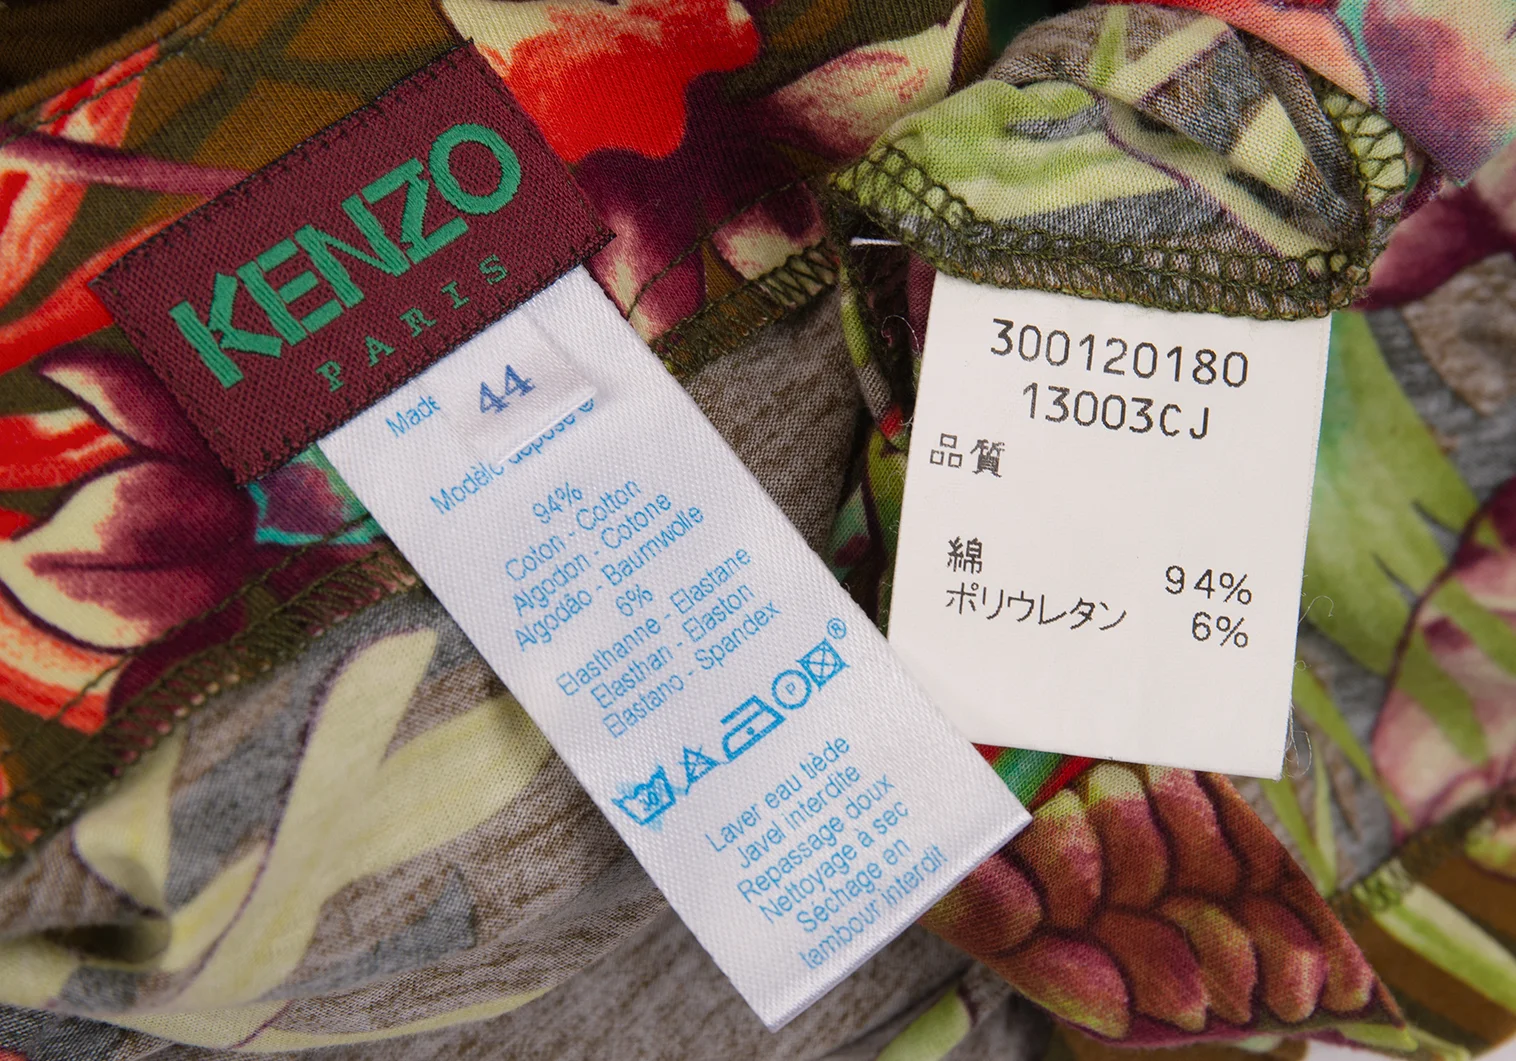 KENZO
PARIS
44
Made
Modèle déposé ©
94%
Coton - Cotton
Algodon - Cotone
Algodão - Baumwolle
6%
Elasthanne - Elastane
Elasthan - Elaston
Elastano - Spandex
30° P ®
Laver eau tiède
Javel interdite
Repassage doux
Nettoyage à sec
Séchage en
tambour interdit
300120180
13003CJ
品質
綿 94%
ポリウレタン 6%